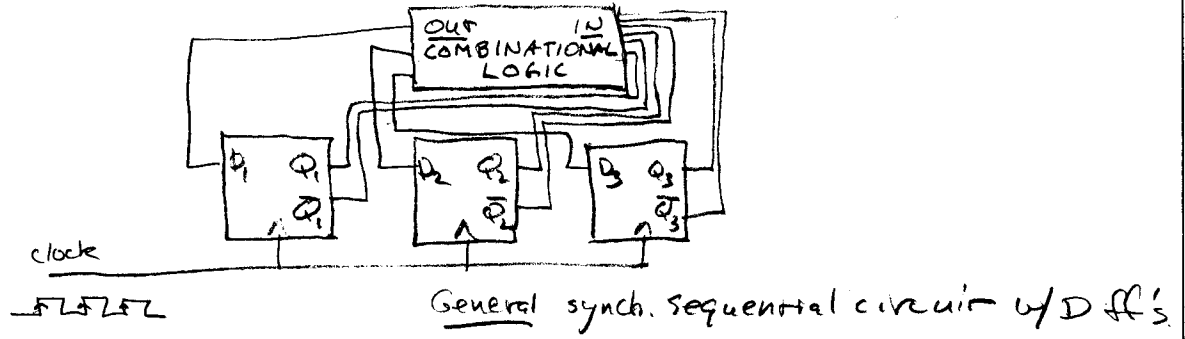 OUT IN
COMBINATIONAL
LOGIC
D₁ Q₁
Q̅₁
D₂ Q₂
Q̅₂
D₃ Q₃
Q̅₃
clock
General synch. sequential circuit w/ D ff's